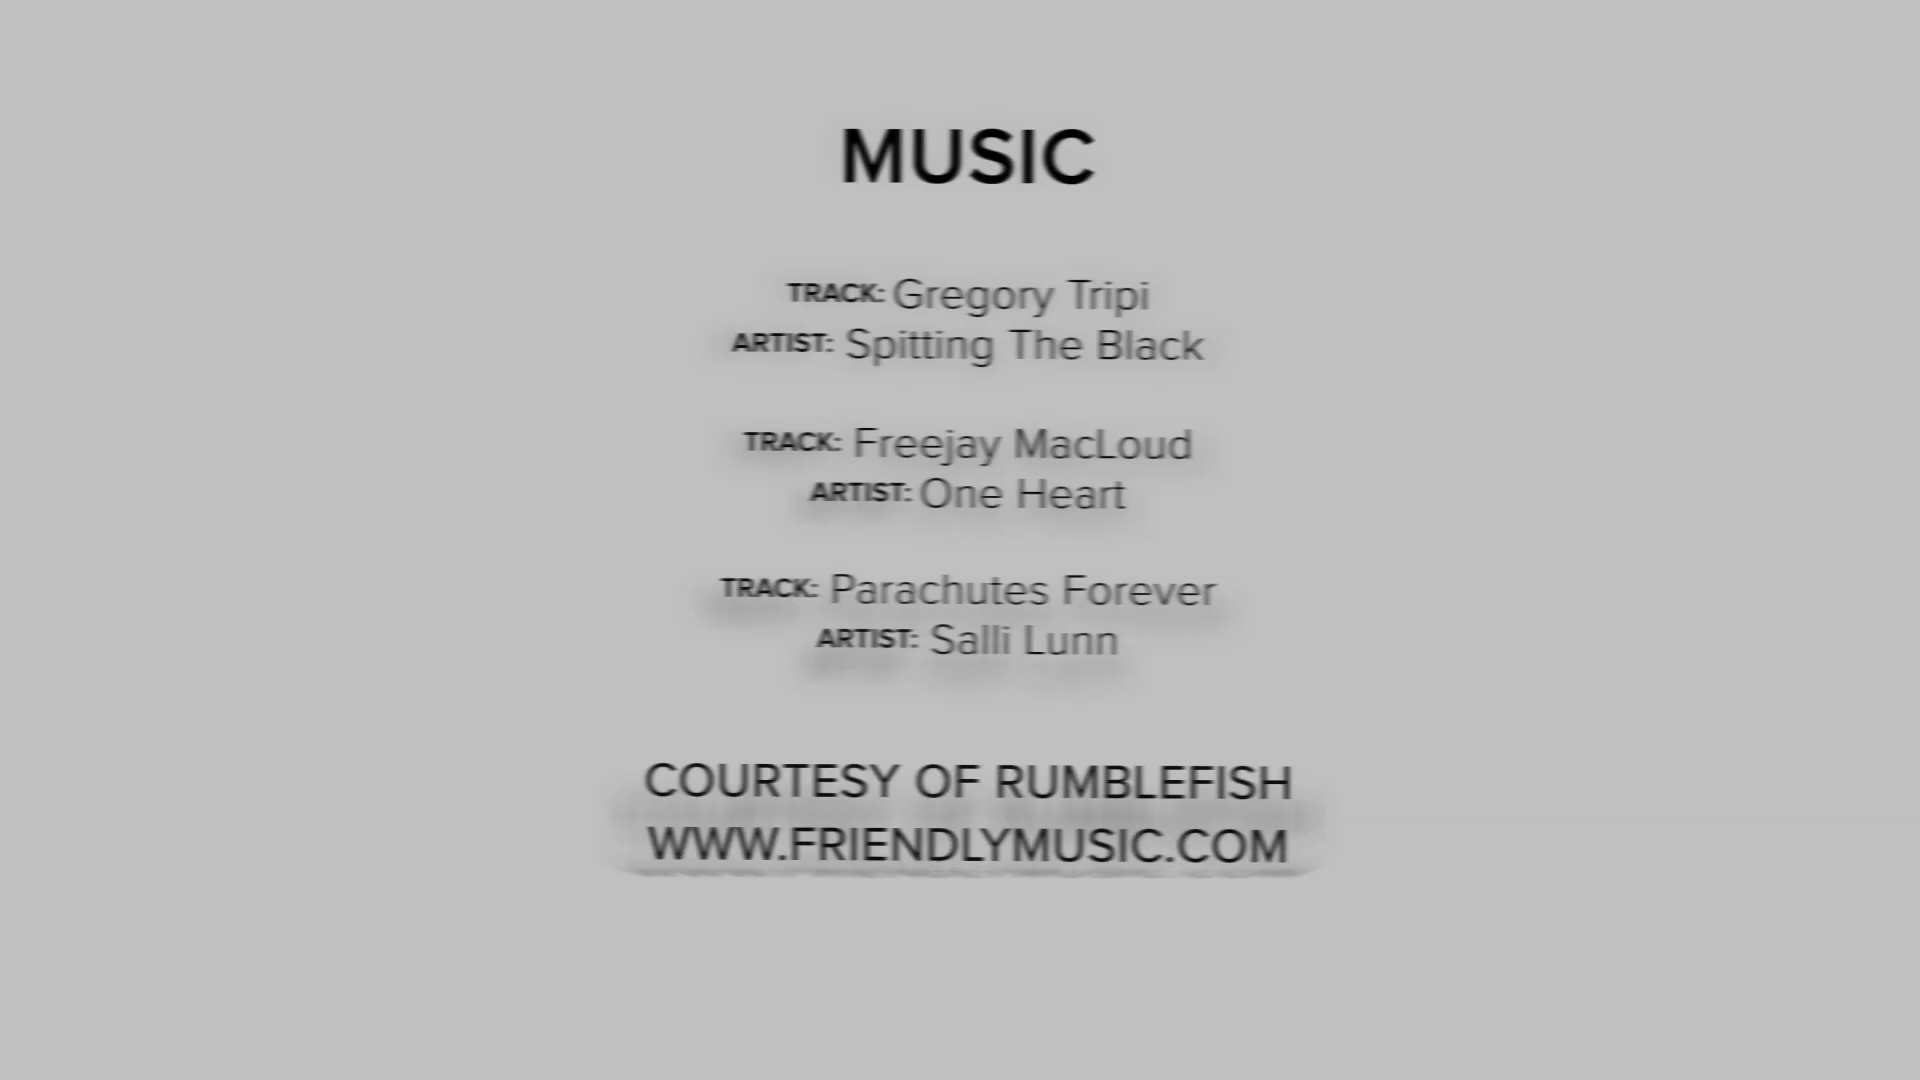 MUSIC
TRACK: Gregory Tripi
ARTIST: Spitting The Black
TRACK: Freejay MacLoud
ARTIST: One Heart
TRACK: Parachutes Forever
ARTIST: Salli Lunn
COURTESY OF RUMBLEFISH
WWW.FRIENDLYMUSIC.COM